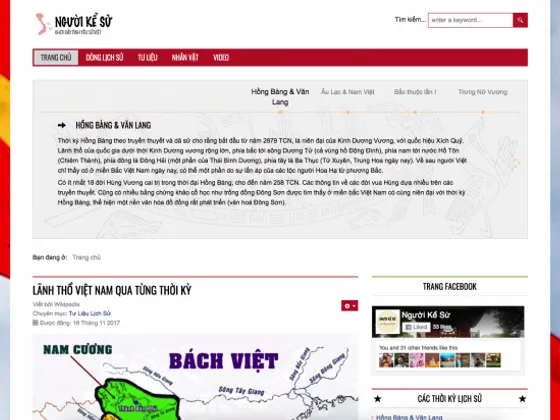 NGƯỜI KỂ SỬ
KHƠI DẬY TÌNH YÊU SỬ VIỆT
Tìm kiếm...
enter a keyword...
TRANG CHỦ DÒNG LỊCH SỬ TƯ LIỆU NHÂN VẬT VIDEO
Hồng Bàng & Văn Lang
Âu Lạc & Nam Việt
Bắc thuộc lần I
Trưng Nữ Vương
HỒNG BÀNG & VĂN LANG
Thời kỳ Hồng Bàng theo truyền thuyết và dã sử cho rằng bắt đầu từ năm 2879 TCN, là niên đại của Kinh Dương Vương, với quốc hiệu Xích Quỷ.
Lãnh thổ của quốc gia dưới thời Kinh Dương vương rộng lớn, phía bắc tới sông Dương Tử (cả vùng hồ Động Đình), phía nam tới nước Hồ Tôn
(Chiêm Thành), phía đông là Đông Hải (một phần của Thái Bình Dương), phía tây là Ba Thục (Tứ Xuyên, Trung Hoa ngày nay). Về sau người Việt
chỉ thấy có ở miền Bắc Việt Nam ngày nay, có thể một phần do sự lấn áp của các tộc người Hoa Hạ từ phương Bắc.
Có ít nhất 18 đời Hùng Vương cai trị trong thời đại Hồng Bàng, cho đến năm 258 TCN. Các thông tin về các đời vua Hùng dựa nhiều trên các
truyền thuyết. Cũng có nhiều bằng chứng khảo cổ học như trống đồng Đông Sơn được tìm thấy ở miền bắc Việt Nam có cùng niên đại với thời kỳ
Hồng Bàng, thể hiện một nền văn hóa đồ đồng rất phát triển (văn hoá Đông Sơn).
Bạn đang ở: Trang chủ
LÃNH THỔ VIỆT NAM QUA TỪNG THỜI KỲ
Viết bởi Wikipedia
Chuyên mục: Tư Liệu Lịch Sử
Được đăng: 18 Tháng 11 2017
NAM CƯƠNG
BÁCH VIỆT
Sông Tây Giang
TRANG FACEBOOK
Người Kể Sử
Liked 33 likes
You and 31 other friends like this
CÁC THỜI KỲ LỊCH SỬ
Hồng Bàng & Văn Lang